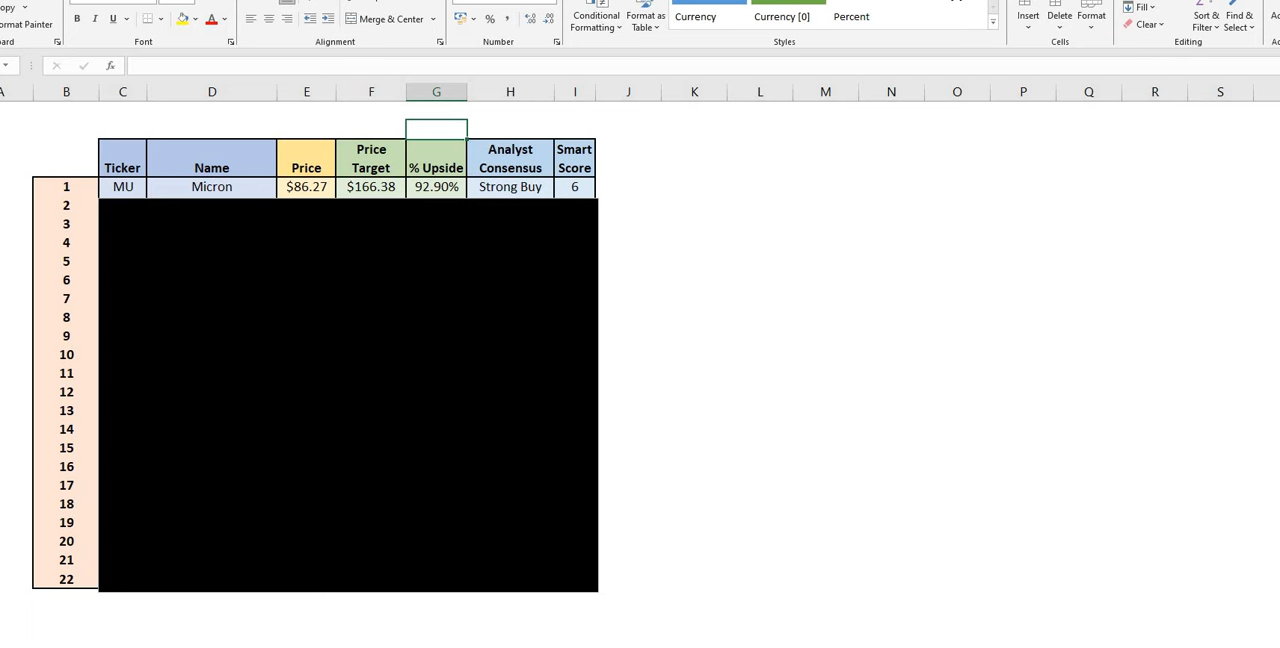 opy
ormat Painter
ard
B I U A
Font
Merge & Center
Alignment
% ,
Number
Conditional Formatting
Format as Table
Currency
Currency [0]
Percent
Styles
Insert
Delete
Format
Cells
Fill
Clear
Sort & Filter
Find & Select
Editing
fx
A B C D E F G H I J K L M N O P Q R S
Ticker Name Price Price Target % Upside Analyst Consensus Smart Score
1 MU Micron $86.27 $166.38 92.90% Strong Buy 6
2
3
4
5
6
7
8
9
10
11
12
13
14
15
16
17
18
19
20
21
22